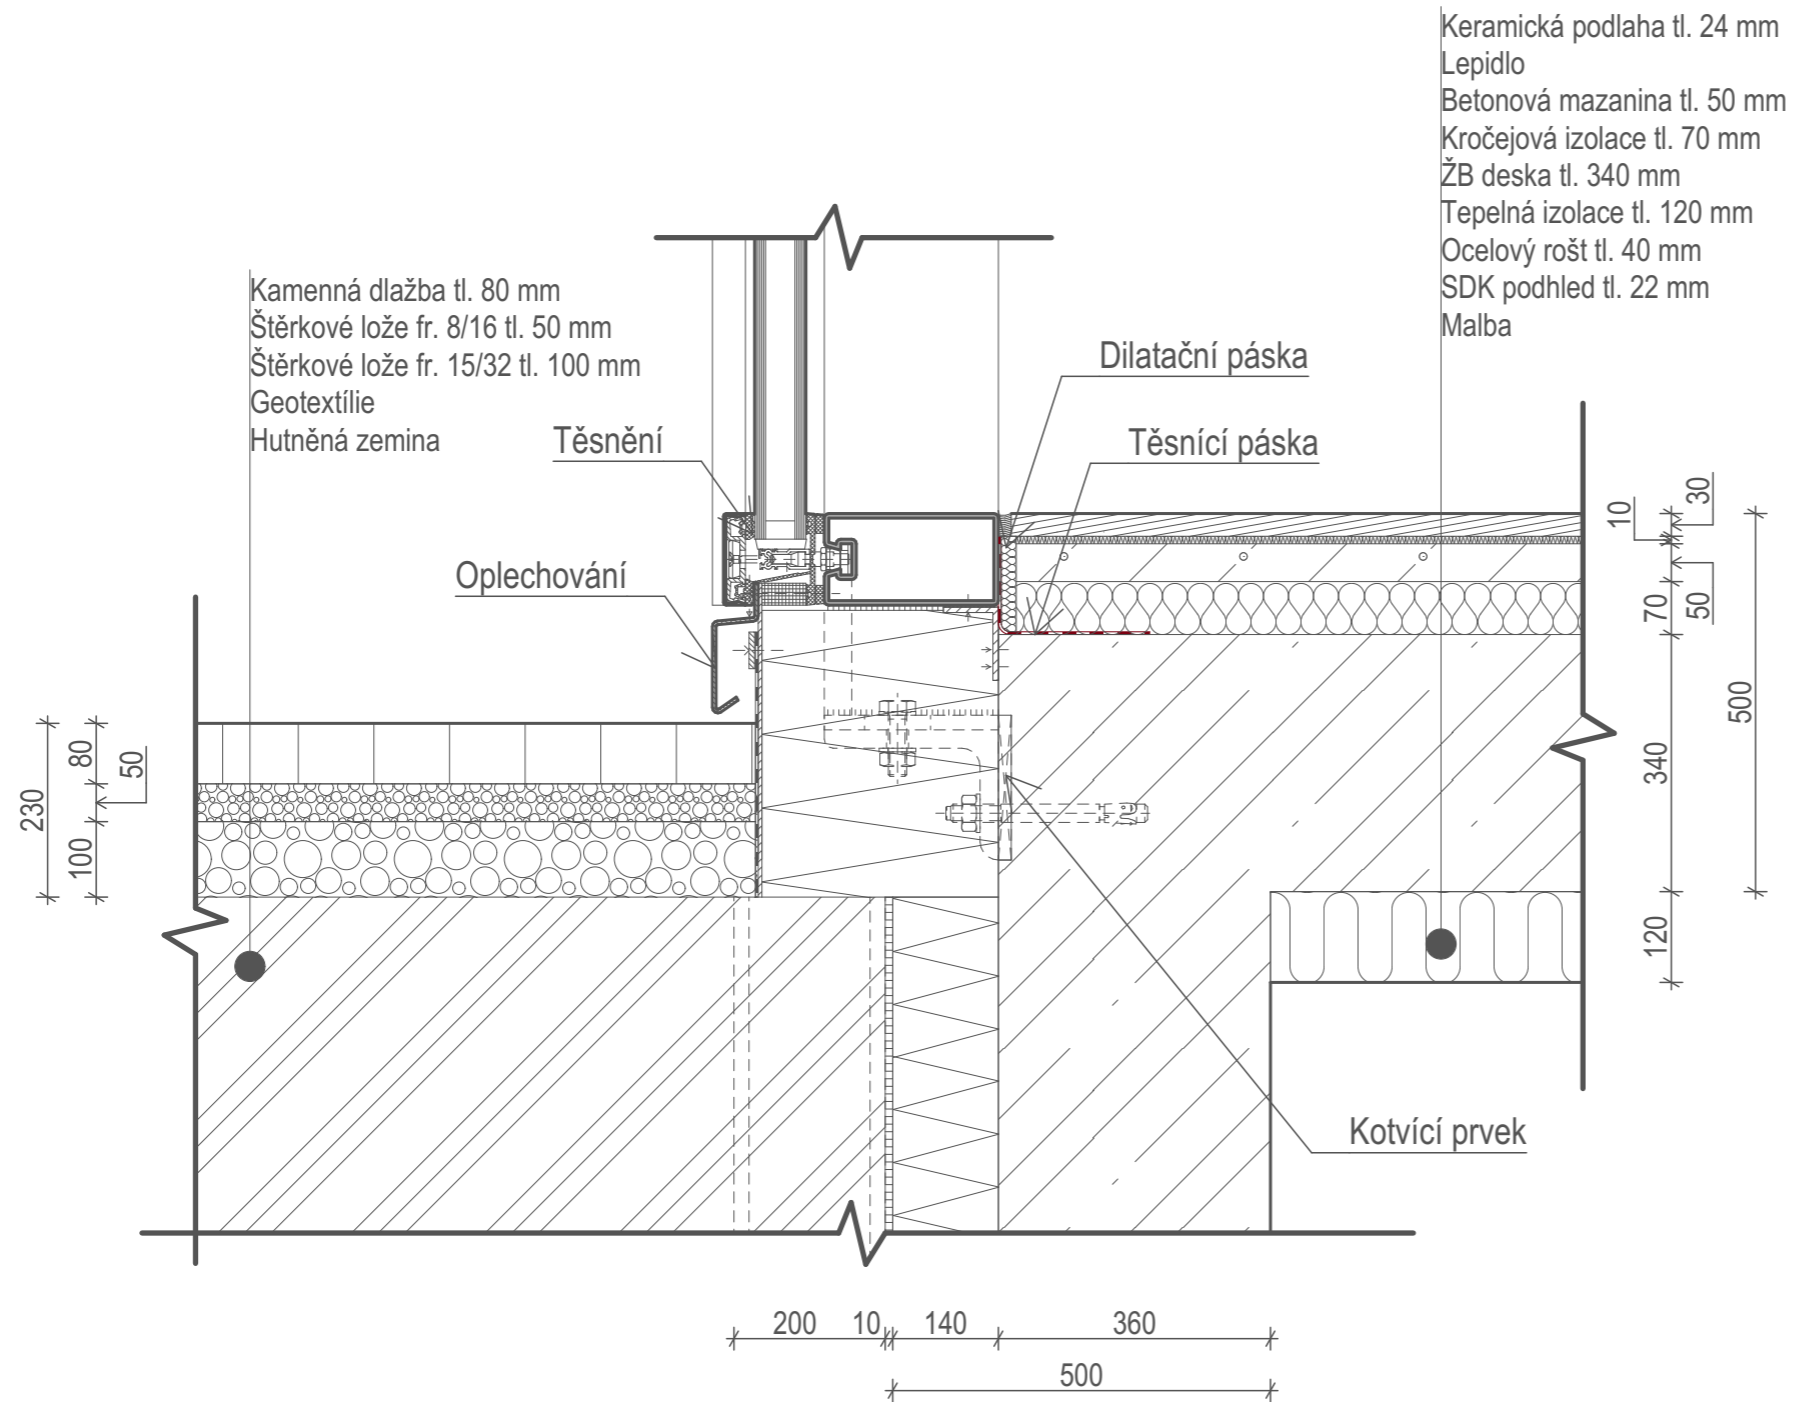 Keramická podlaha tl. 24 mm
Lepidlo
Betonová mazanina tl. 50 mm
Kročejová izolace tl. 70 mm
ŽB deska tl. 340 mm
Tepelná izolace tl. 120 mm
Ocelový rošt tl. 40 mm
SDK podhled tl. 22 mm
Malba
Kamenná dlažba tl. 80 mm
Štěrkové lože fr. 8/16 tl. 50 mm
Štěrkové lože fr. 15/32 tl. 100 mm
Geotextílie
Hutněná zemina
Dilatační páska
Těsnění
Těsnící páska
Oplechování
Kotvící prvek
230
80
50
100
10
30
70
50
340
120
500
200
10
140
360
500